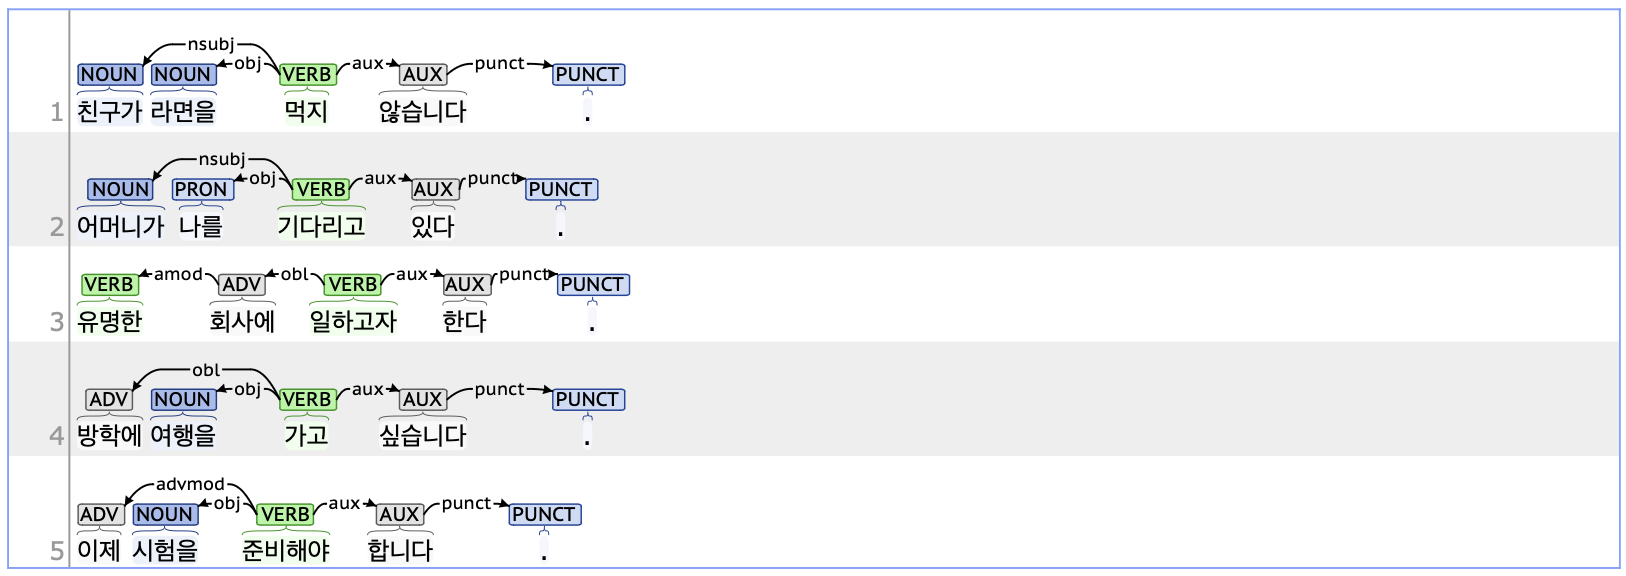 nsubj
obj aux punct
NOUN NOUN VERB AUX PUNCT
1 친구가 라면을 먹지 않습니다 .
nsubj
obj aux punct
NOUN PRON VERB AUX PUNCT
2 어머니가 나를 기다리고 있다 .
amod obl aux punct
VERB ADV VERB AUX PUNCT
3 유명한 회사에 일하고자 한다 .
obl
obj aux punct
ADV NOUN VERB AUX PUNCT
4 방학에 여행을 가고 싶습니다 .
advmod
obj aux punct
ADV NOUN VERB AUX PUNCT
5 이제 시험을 준비해야 합니다 .